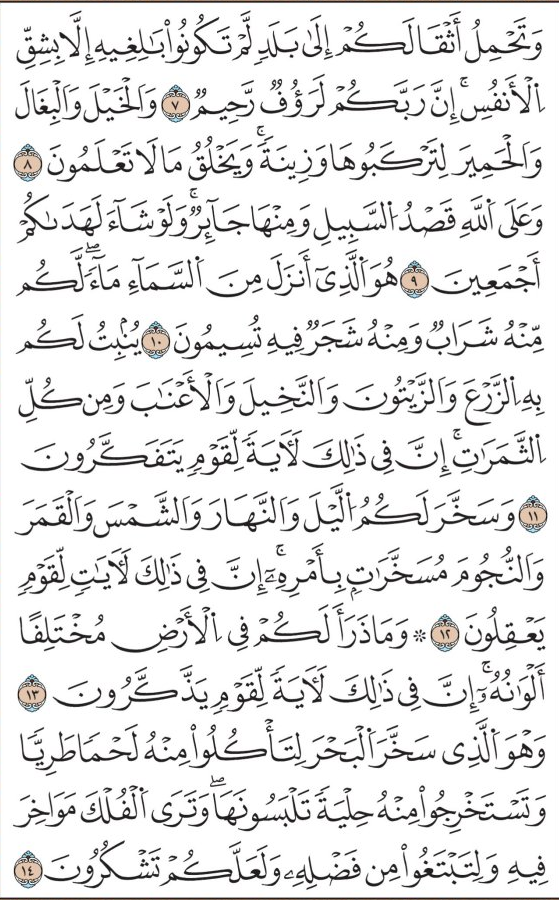 وَتَحْمِلُ أَثْقَالَكُمْ إِلَىٰ بَلَدٍ لَّمْ تَكُونُوا۟ بَٰلِغِيهِ إِلَّا بِشِقِّ
ٱلْأَنفُسِ ۚ إِنَّ رَبَّكُمْ لَرَءُوفٌ رَّحِيمٌ ٧ وَٱلْخَيْلَ وَٱلْبِغَالَ
وَٱلْحَمِيرَ لِتَرْكَبُوهَا وَزِينَةً ۚ وَيَخْلُقُ مَا لَا تَعْلَمُونَ ٨
وَعَلَى ٱللَّهِ قَصْدُ ٱلسَّبِيلِ وَمِنْهَا جَآئِرٌ ۚ وَلَوْ شَآءَ لَهَدَىٰكُمْ
أَجْمَعِينَ ٩ هُوَ ٱلَّذِىٓ أَنزَلَ مِنَ ٱلسَّمَآءِ مَآءً ۖ لَّكُم
مِّنْهُ شَرَابٌ وَمِنْهُ شَجَرٌ فِيهِ تُسِيمُونَ ١٠ يُنۢبِتُ لَكُم
بِهِ ٱلزَّرْعَ وَٱلزَّيْتُونَ وَٱلنَّخِيلَ وَٱلْأَعْنَٰبَ وَمِن كُلِّ
ٱلثَّمَرَٰتِ ۗ إِنَّ فِى ذَٰلِكَ لَءَايَةً لِّقَوْمٍ يَتَفَكَّرُونَ
١١ وَسَخَّرَ لَكُمُ ٱلَّيْلَ وَٱلنَّهَارَ وَٱلشَّمْسَ وَٱلْقَمَرَ ۖ
وَٱلنُّجُومَ مُسَخَّرَٰتٍۭ بِأَمْرِهِۦٓ ۗ إِنَّ فِى ذَٰلِكَ لَءَايَٰتٍ لِّقَوْمٍ
يَعْقِلُونَ ١٢ ۞ وَمَا ذَرَأَ لَكُمْ فِى ٱلْأَرْضِ مُخْتَلِفًا
أَلْوَٰنُهُۥٓ ۗ إِنَّ فِى ذَٰلِكَ لَءَايَةً لِّقَوْمٍ يَذَّكَّرُونَ ١٣
وَهُوَ ٱلَّذِى سَخَّرَ ٱلْبَحْرَ لِتَأْكُلُوا۟ مِنْهُ لَحْمًا طَرِيًّا
وَتَسْتَخْرِجُوا۟ مِنْهُ حِلْيَةً تَلْبَسُونَهَا ۖ وَتَرَى ٱلْفُلْكَ مَوَاخِرَ
فِيهِ وَلِتَبْتَغُوا۟ مِن فَضْلِهِۦ وَلَعَلَّكُمْ تَشْكُرُونَ ١٤